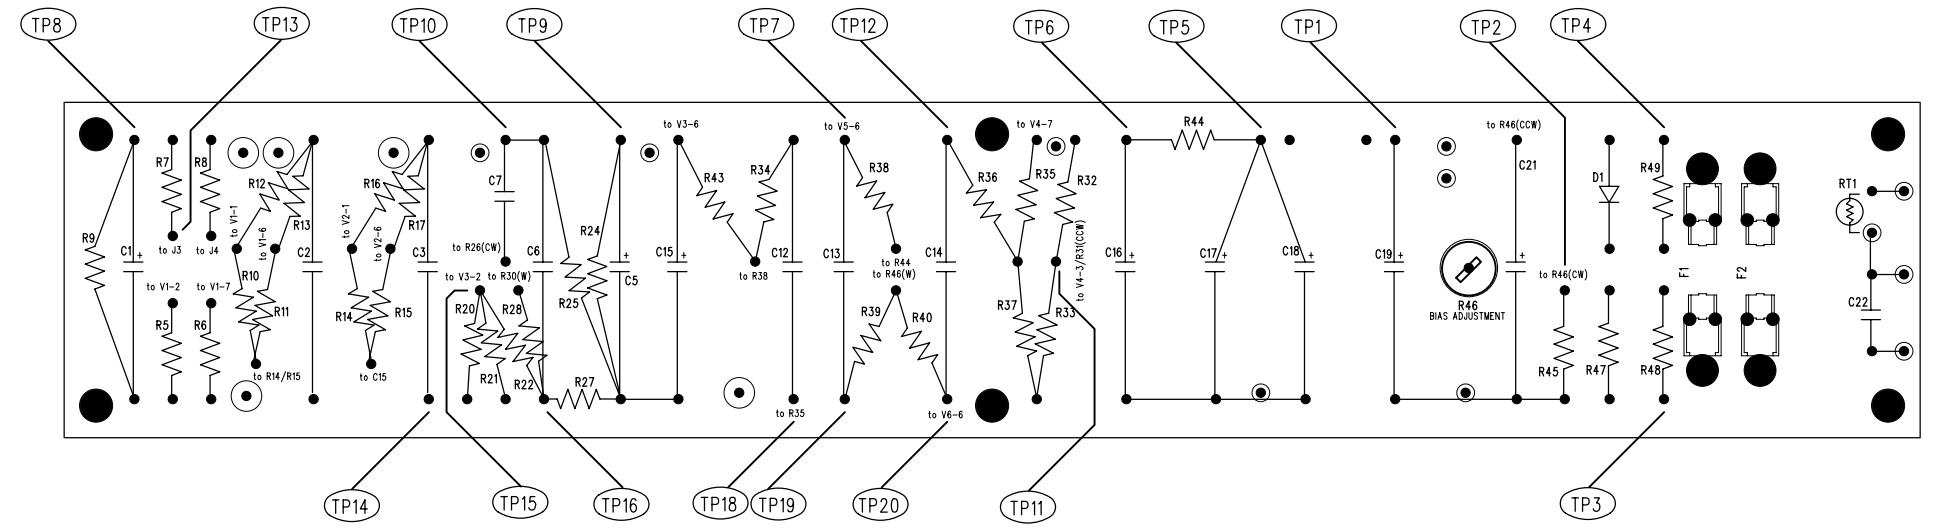 TP8
TP13
TP10
TP9
TP7
TP12
TP6
TP5
TP1
TP2
TP4
to V3-6
to V5-6
to V4-7
R44
to R46(CCW)
R7
R8
R12
R13
R16
R17
C7
R43
R34
R38
R36
R35
R32
C21
D1
R49
RT1
to V1-1
to V1-6
to V2-1
to V2-6
R9
C1
+
to J3
to J4
C2
C3
to R26(CW)
C6
R24
+
C5
C15
+
to R38
C12
C13
to R44
to R46(W)
C14
to V4-3/R31(CCW)
C16
+
C17
+
C18
+
C19
+
+
to R46(CW)
F1
F2
to V1-2
to V1-7
R10
R11
R14
R15
to V3-2
to R30(W)
R20
R28
R25
R39
R40
R37
R33
R46
BIAS ADJUSTMENT
C22
R5
R6
to R14/R15
to C15
R21
R22
R27
to R35
to V6-6
R45
R47
R48
TP14
TP15
TP16
TP18
TP19
TP20
TP11
TP3